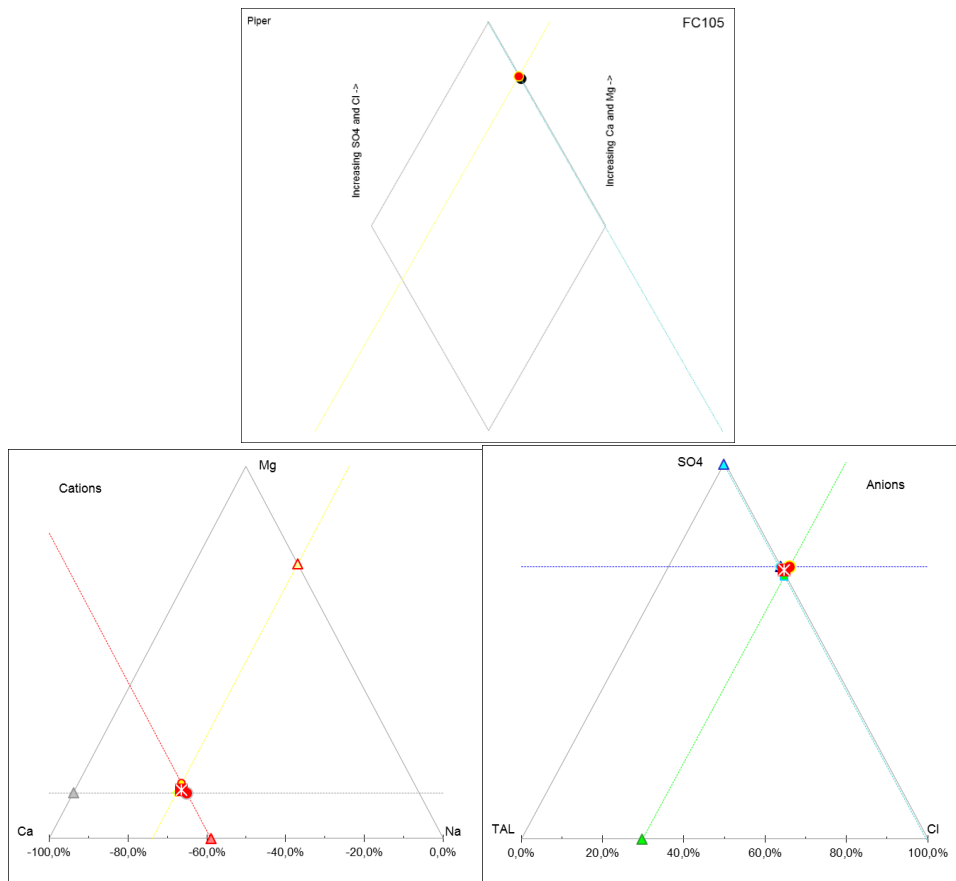 Piper
FC105
Increasing SO4 and Cl ->
Increasing Ca and Mg ->
Cations
Mg
Ca
Na
-100,0%
-80,0%
-60,0%
-40,0%
-20,0%
0,0%
SO4
Anions
TAL
Cl
0,0%
20,0%
40,0%
60,0%
80,0%
100,0%